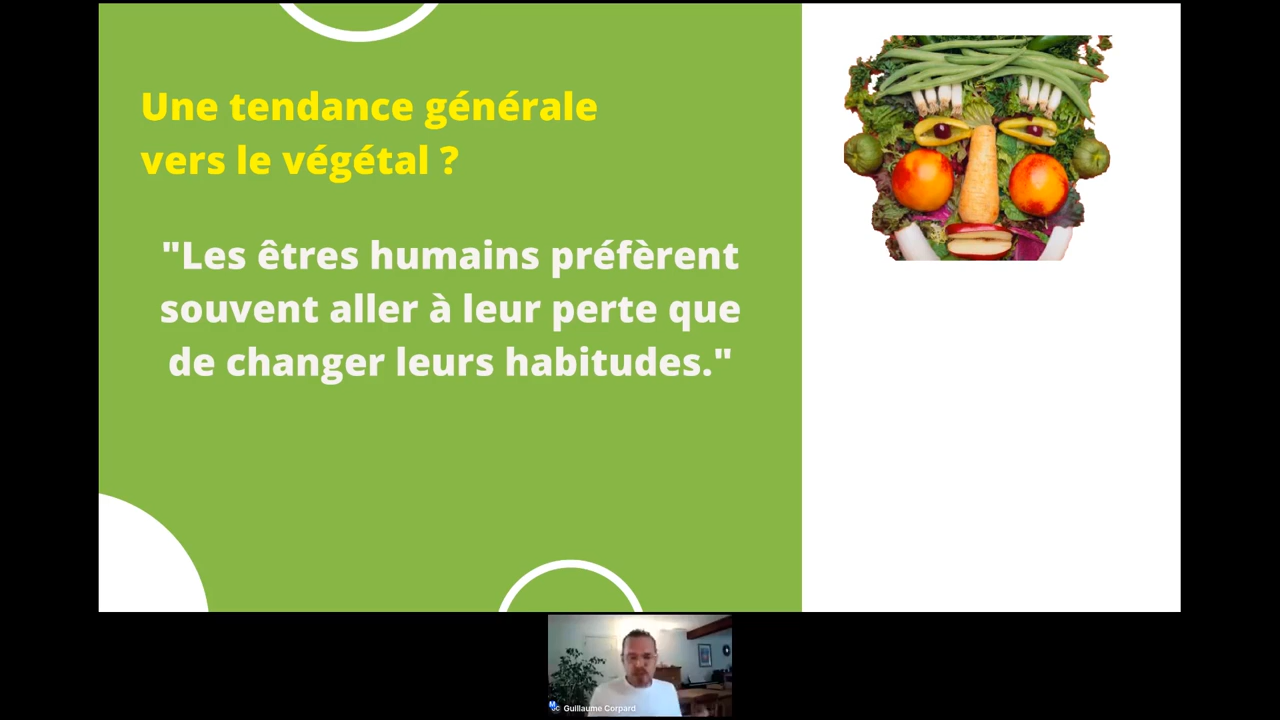 Une tendance générale
vers le végétal ?
"Les êtres humains préfèrent
souvent aller à leur perte que
de changer leurs habitudes."
Guillaume Corpard